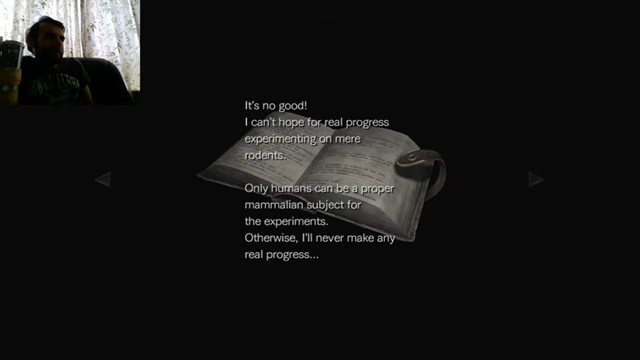 It's no good!
I can't hope for real progress
experimenting on mere
rodents.
Only humans can be a proper
mammalian subject for
the experiments.
Otherwise, I'll never make any
real progress...